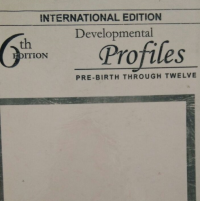 INTERNATIONAL EDITION
6th EDITION
Developmental
Profiles
PRE-BIRTH THROUGH TWELVE